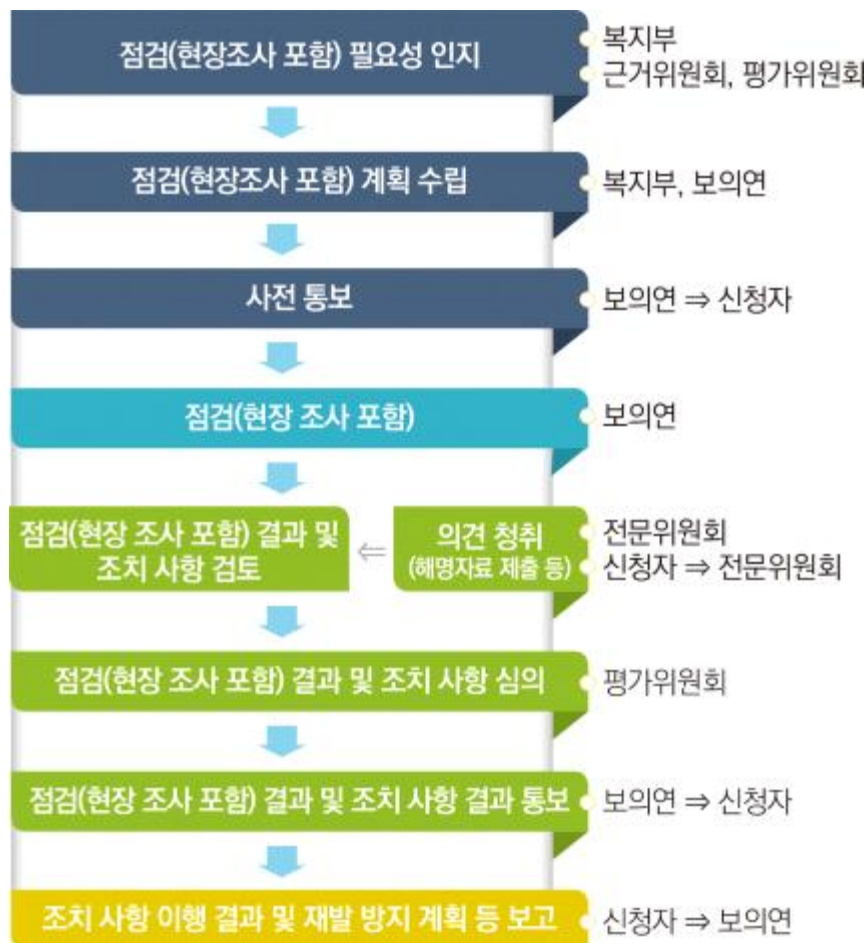 점검(현장조사 포함) 필요성 인지
복지부
근거위원회, 평가위원회
점검(현장조사 포함) 계획 수립
복지부, 보의연
사전 통보
보의연 ⇒ 신청자
점검(현장 조사 포함)
보의연
점검(현장 조사 포함) 결과 및
조치 사항 검토
⇐
의견 청취
(해명자료 제출 등)
전문위원회
신청자 ⇒ 전문위원회
점검(현장 조사 포함) 결과 및 조치 사항 심의
평가위원회
점검(현장 조사 포함) 결과 및 조치 사항 결과 통보
보의연 ⇒ 신청자
조치 사항 이행 결과 및 재발 방지 계획 등 보고
신청자 ⇒ 보의연